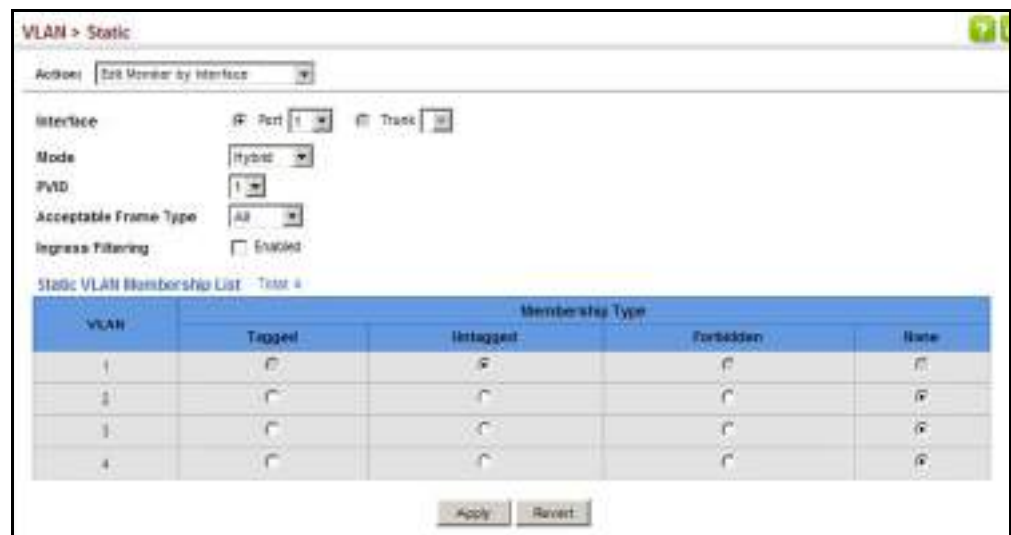 VLAN > Static
Action: Edit Member by Interface
Interface Port 1 Trunk
Mode Hybrid
PVID 1
Acceptable Frame Type All
Ingress Filtering Enabled
Static VLAN Membership List Total: 4
VLAN Membership Type
Tagged Untagged Forbidden None
1
2
3
4
Apply Revert